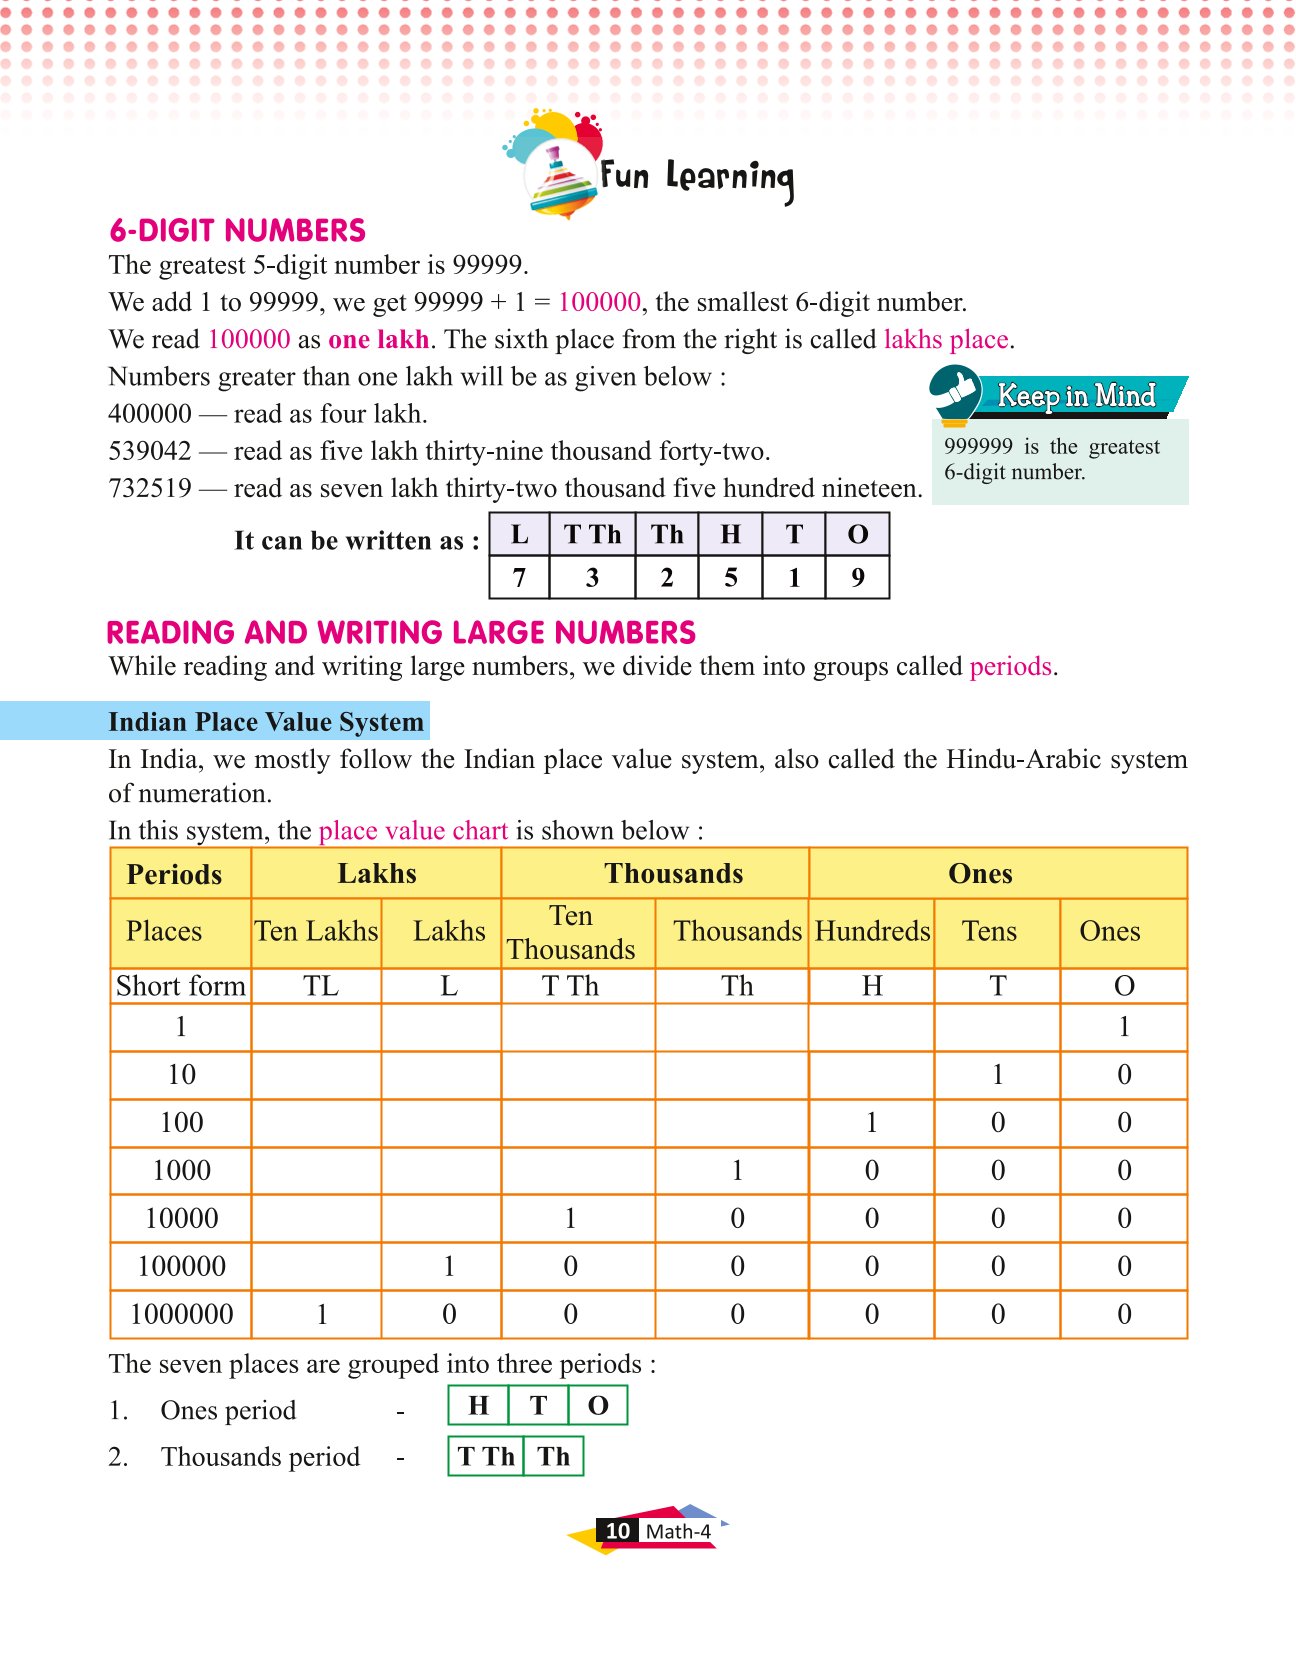 Fun Learning
6-DIGIT NUMBERS
The greatest 5-digit number is 99999.
We add 1 to 99999, we get 99999 + 1 = 100000, the smallest 6-digit number.
We read 100000 as one lakh. The sixth place from the right is called lakhs place.
Numbers greater than one lakh will be as given below :
400000 — read as four lakh.
539042 — read as five lakh thirty-nine thousand forty-two.
732519 — read as seven lakh thirty-two thousand five hundred nineteen.
Keep in Mind
999999 is the greatest
6-digit number.
It can be written as :
L T Th Th H T O
7 3 2 5 1 9
READING AND WRITING LARGE NUMBERS
While reading and writing large numbers, we divide them into groups called periods.
Indian Place Value System
In India, we mostly follow the Indian place value system, also called the Hindu-Arabic system
of numeration.
In this system, the place value chart is shown below :
Periods Lakhs Thousands Ones
Places Ten Lakhs Lakhs Ten Thousands Thousands Hundreds Tens Ones
Short form TL L T Th Th H T O
1 1
10 1 0
100 1 0 0
1000 1 0 0 0
10000 1 0 0 0 0
100000 1 0 0 0 0 0
1000000 1 0 0 0 0 0 0
The seven places are grouped into three periods :
1. Ones period - H T O
2. Thousands period - T Th Th
10 Math-4